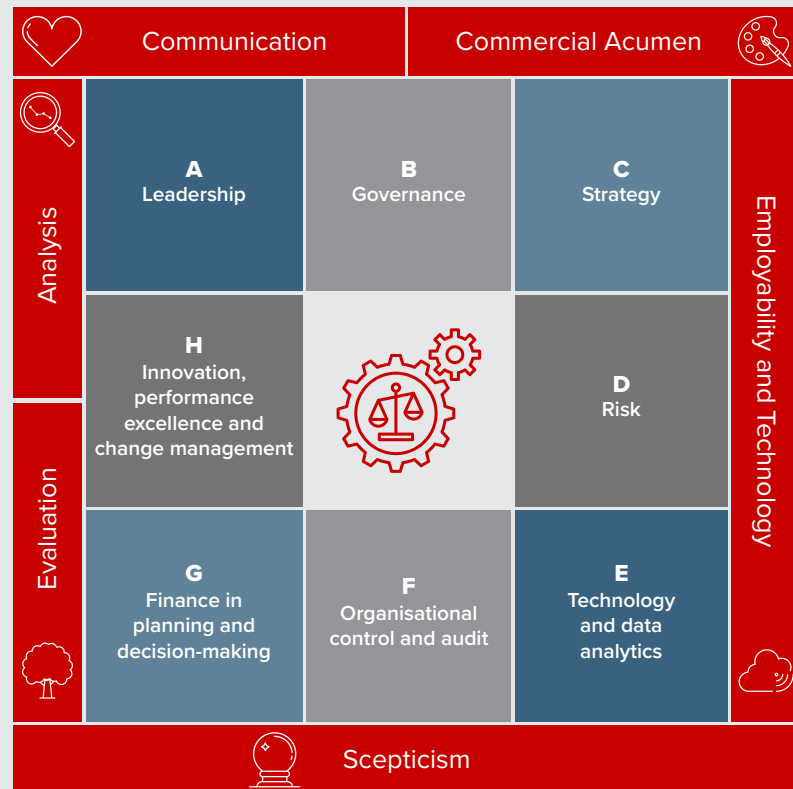 Communication
Commercial Acumen
Analysis
A
Leadership
B
Governance
C
Strategy
Employability and Technology
H
Innovation,
performance
excellence and
change management
D
Risk
Evaluation
G
Finance in
planning and
decision-making
F
Organisational
control and audit
E
Technology
and data
analytics
Scepticism